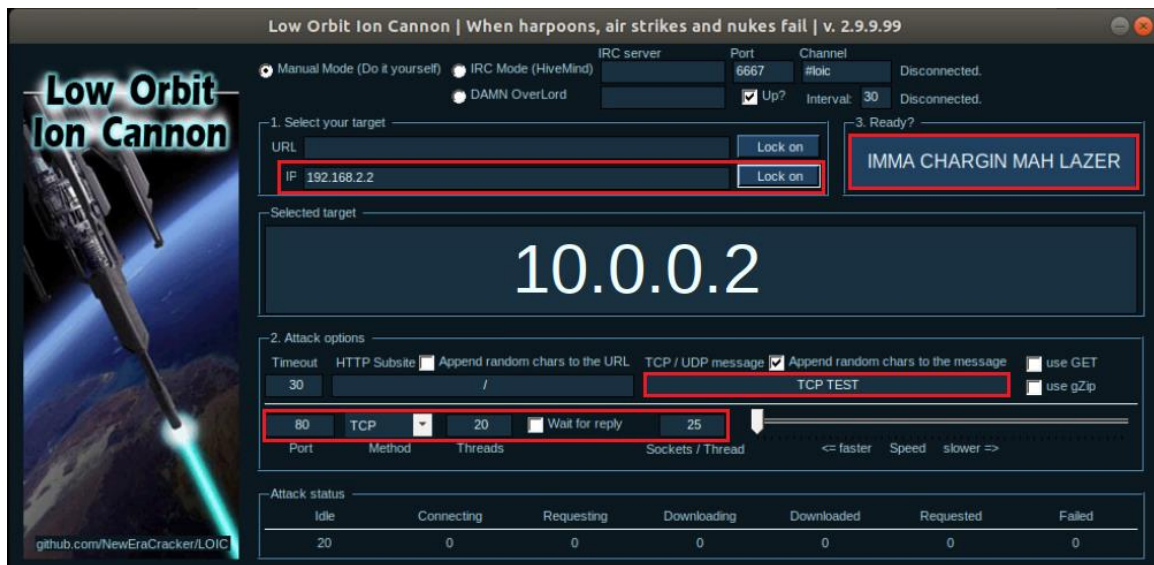 Low Orbit Ion Cannon | When harpoons, air strikes and nukes fail | v. 2.9.9.99
Low Orbit
Ion Cannon
IRC server Port Channel
Manual Mode (Do it yourself) IRC Mode (HiveMind) 6667 #loic Disconnected.
DAMN OverLord Up? Interval: 30 Disconnected.
1. Select your target
URL Lock on
IP 192.168.2.2 Lock on
3. Ready?
IMMA CHARGIN MAH LAZER
Selected target
10.0.0.2
2. Attack options
Timeout HTTP Subsite Append random chars to the URL TCP / UDP message Append random chars to the message use GET
30 / TCP TEST use gZip
80 TCP 20 Wait for reply 25
Port Method Threads Sockets / Thread <= faster Speed slower =>
Attack status
Idle Connecting Requesting Downloading Downloaded Requested Failed
20 0 0 0 0 0 0
github.com/NewEraCracker/LOIC